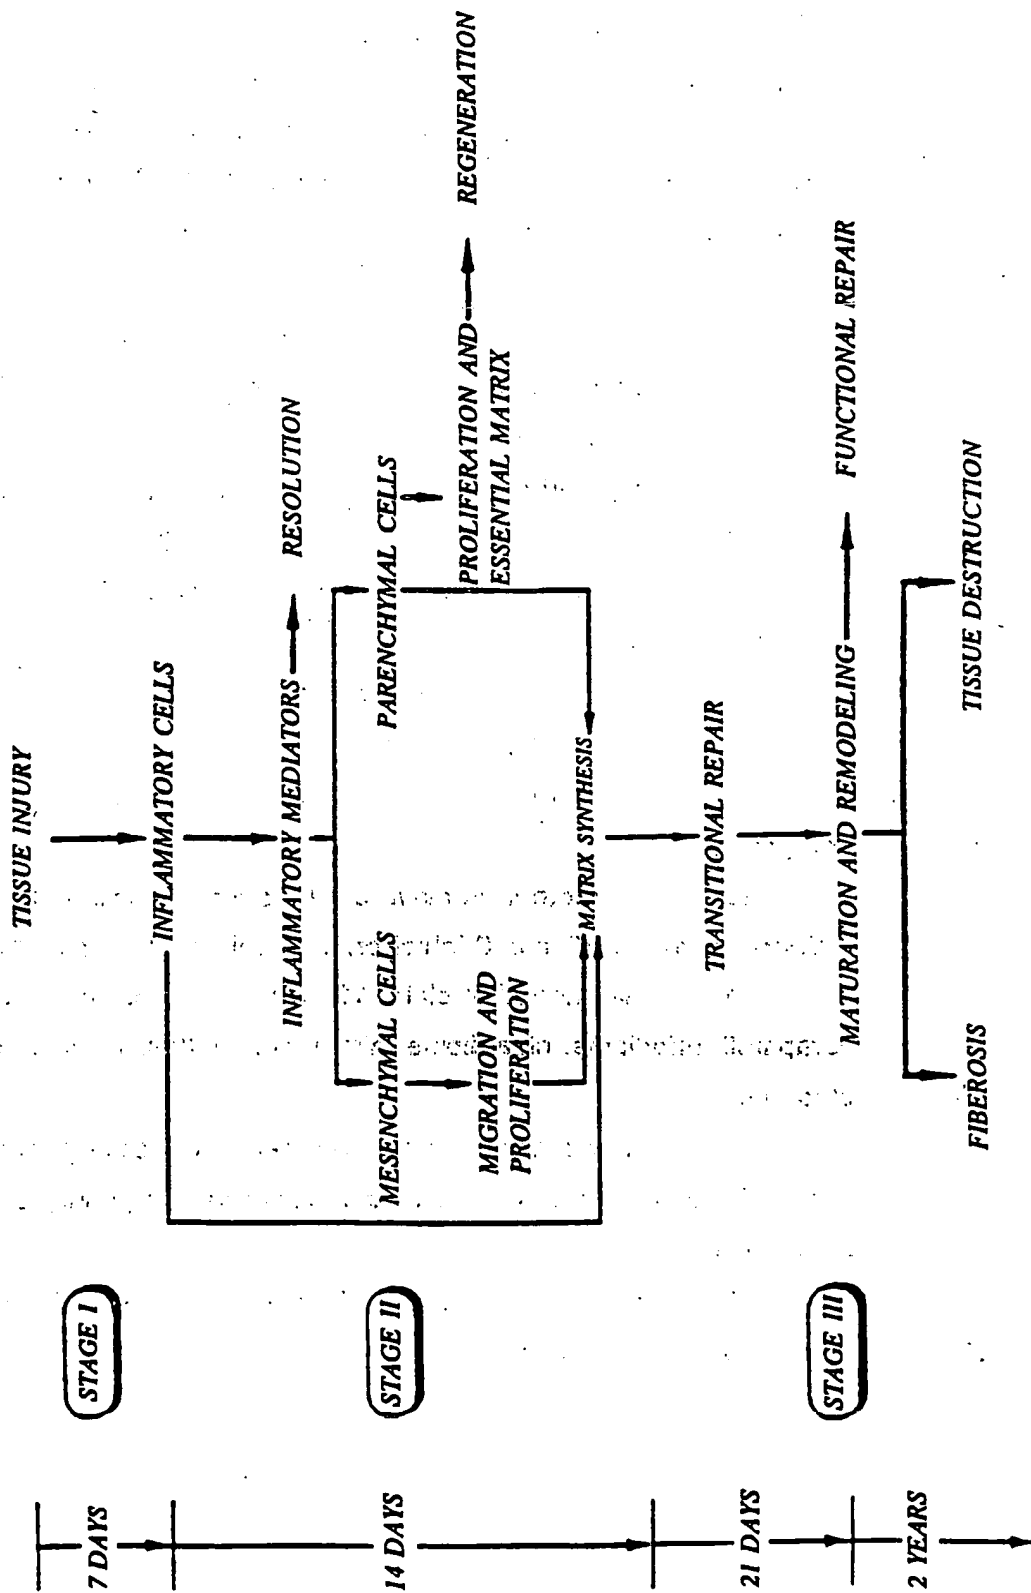 TISSUE INJURY
7 DAYS
STAGE I
INFLAMMATORY CELLS
INFLAMMATORY MEDIATORS
RESOLUTION
14 DAYS
STAGE II
MESENCHYMAL CELLS
PARENCHYMAL CELLS
MIGRATION AND
PROLIFERATION
PROLIFERATION AND
ESSENTIAL MATRIX
REGENERATION
MATRIX SYNTHESIS
TRANSITIONAL REPAIR
21 DAYS
STAGE III
MATURATION AND REMODELING
FUNCTIONAL REPAIR
2 YEARS
FIBEROSIS
TISSUE DESTRUCTION